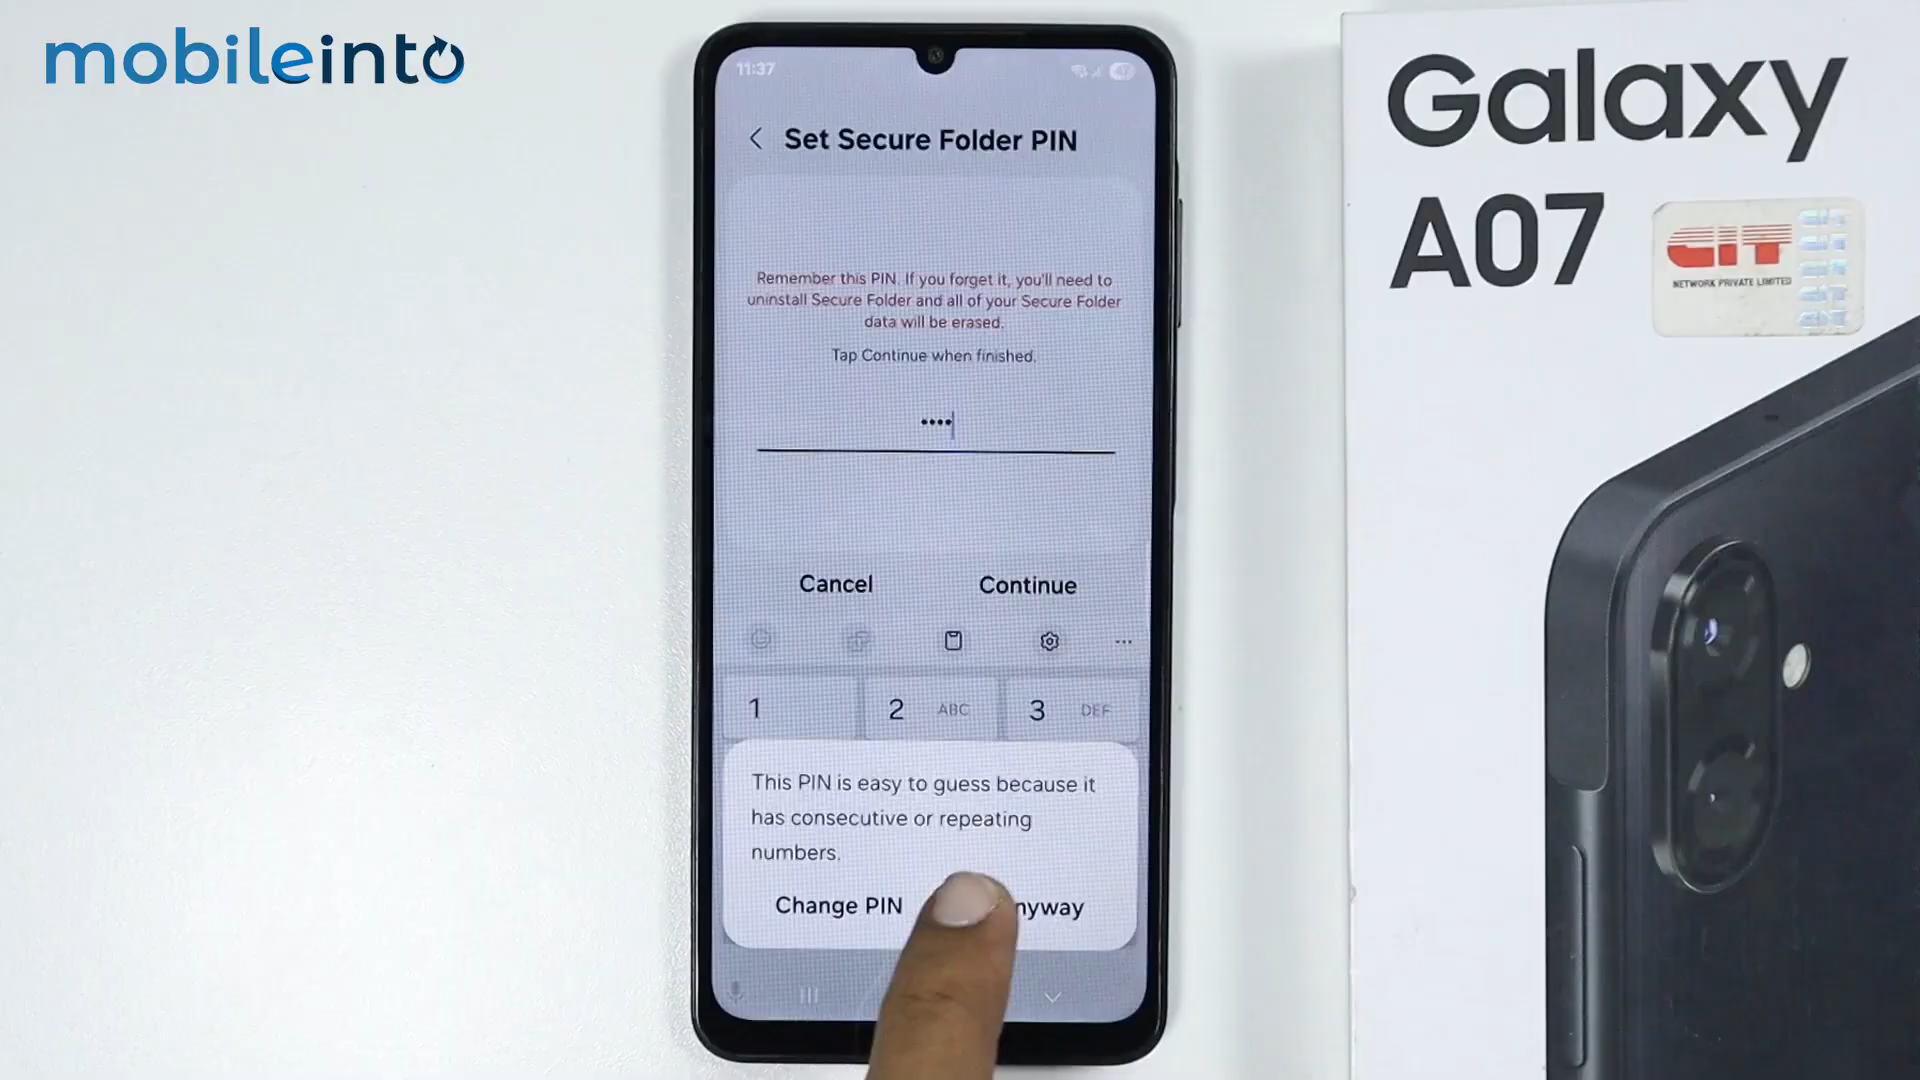 mobileinto
11:37
47
Set Secure Folder PIN
Remember this PIN. If you forget it, you'll need to
uninstall Secure Folder and all of your Secure Folder
data will be erased.
Tap Continue when finished.
Cancel
Continue
1
2 ABC
3 DEF
This PIN is easy to guess because it
has consecutive or repeating
numbers.
Change PIN
nyway
Galaxy
A07
CIT
NETWORK PRIVATE LIMITED